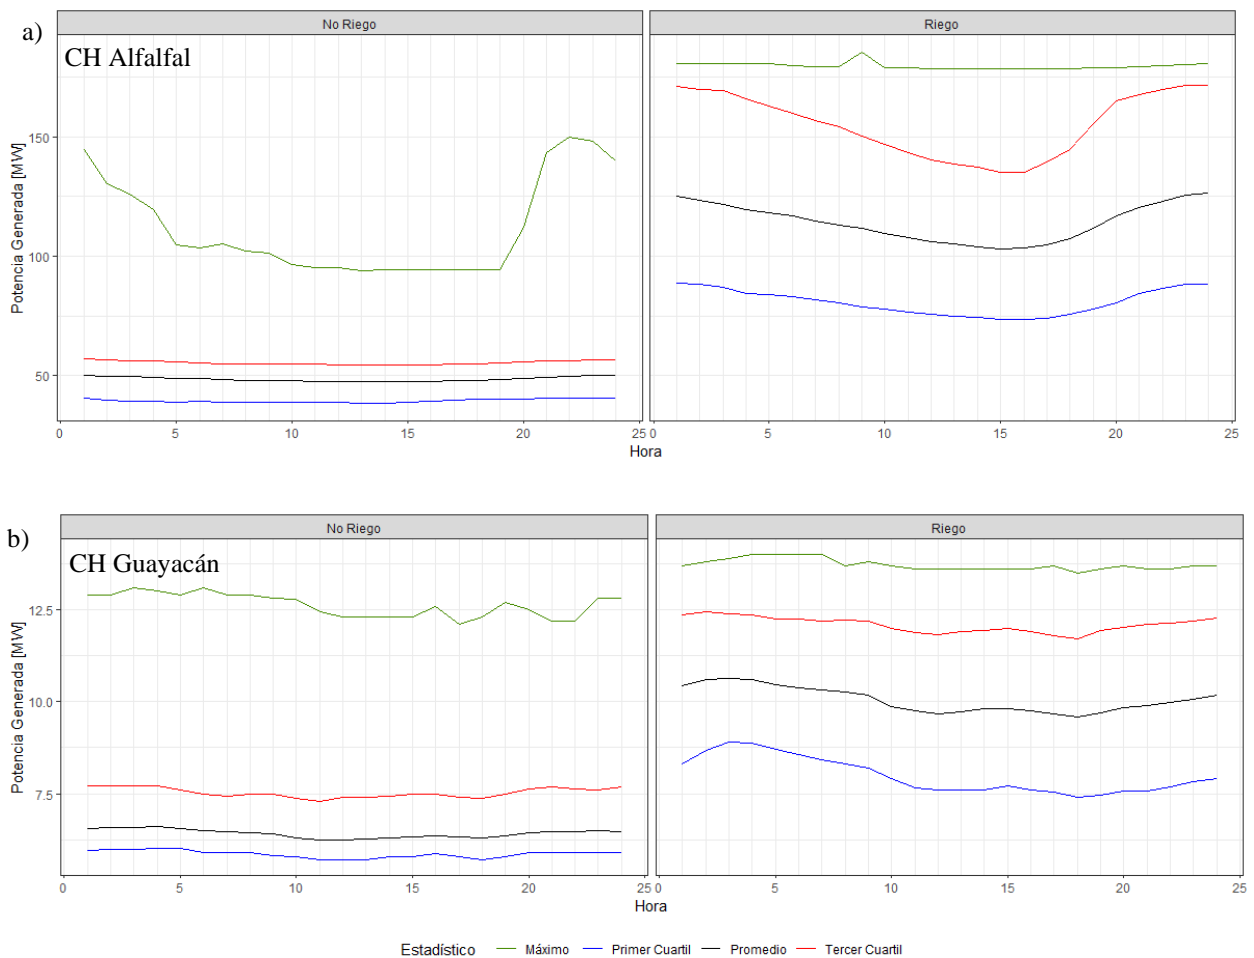 a)
No Riego
Riego
CH Alfalfal
Potencia Generada [MW]
150
100
50
0 5 10 15 20 25 0 5 10 15 20 25
Hora
b)
No Riego
Riego
CH Guayacán
Potencia Generada [MW]
12.5
10.0
7.5
0 5 10 15 20 25 0 5 10 15 20 25
Hora
Estadístico Máximo Primer Cuartil Promedio Tercer Cuartil